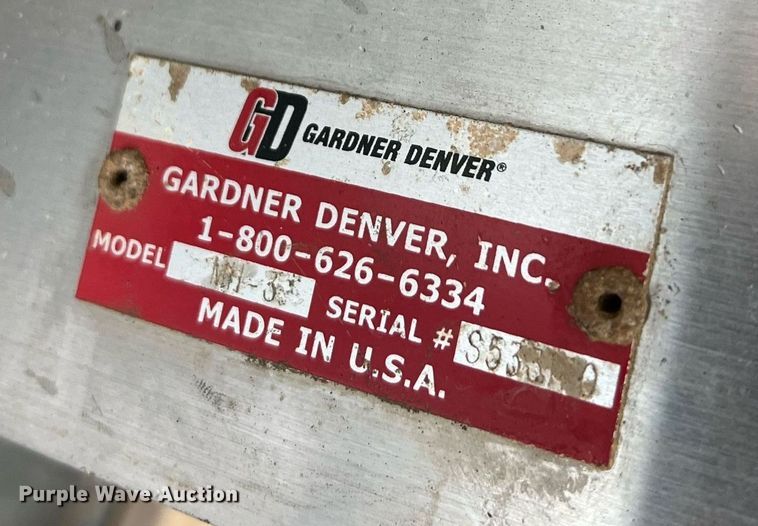 GD GARDNER DENVER®
GARDNER DENVER, INC.
1-800-626-6334
MODEL
SERIAL #
MADE IN U.S.A.
Purple Wave Auction